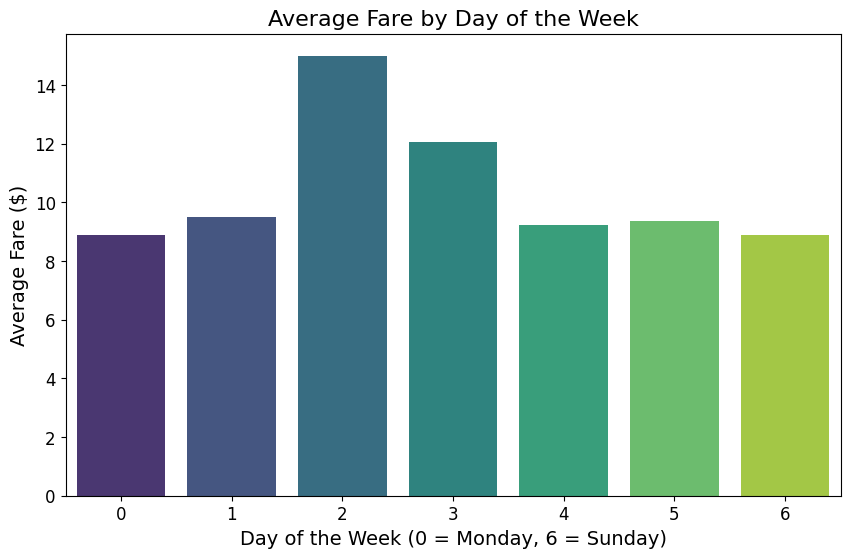 Average Fare by Day of the Week
Average Fare ($)
14
12
10
8
6
4
2
0
0 1 2 3 4 5 6
Day of the Week (0 = Monday, 6 = Sunday)